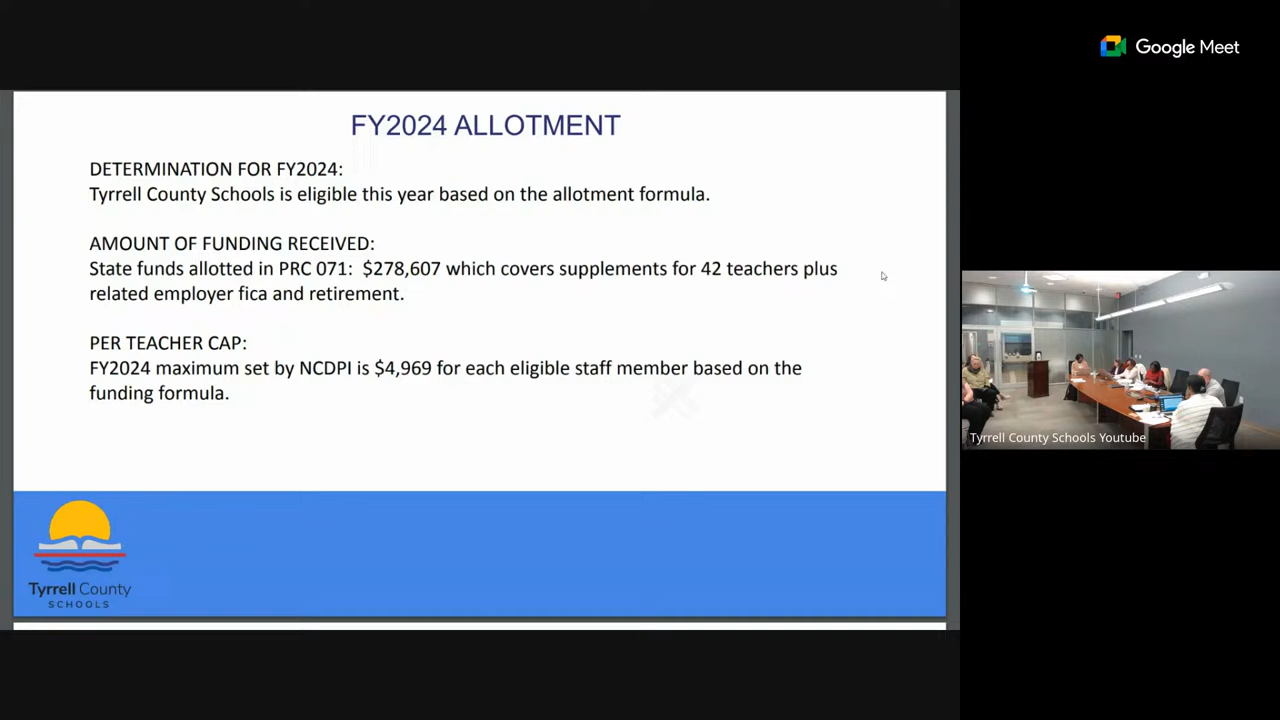 Google Meet
FY2024 ALLOTMENT
DETERMINATION FOR FY2024:
Tyrrell County Schools is eligible this year based on the allotment formula.
AMOUNT OF FUNDING RECEIVED:
State funds allotted in PRC 071: $278,607 which covers supplements for 42 teachers plus
related employer fica and retirement.
PER TEACHER CAP:
FY2024 maximum set by NCDPI is $4,969 for each eligible staff member based on the
funding formula.
Tyrrell County Schools Youtube
Tyrrell County
SCHOOLS